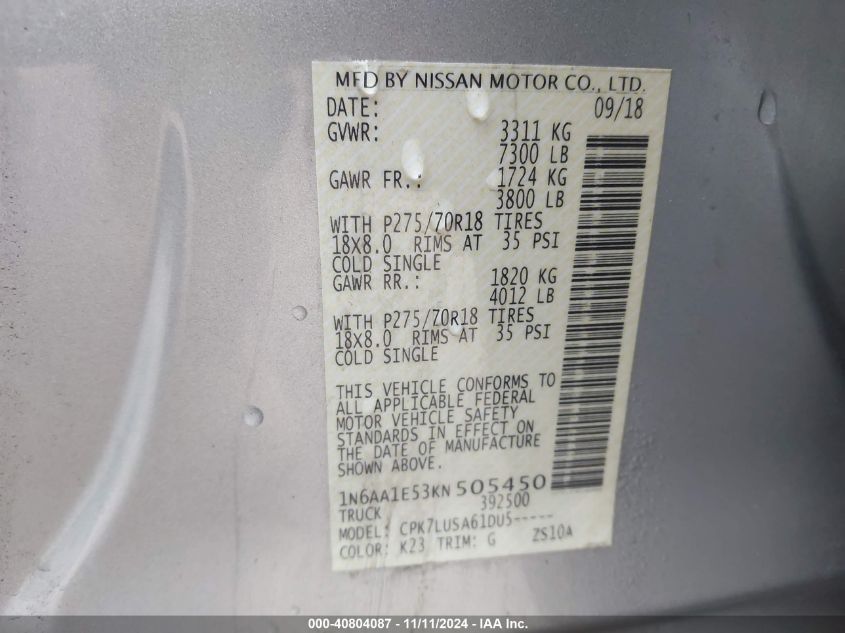 MFD BY NISSAN MOTOR CO., LTD.
DATE: 09/18
GVWR: 3311 KG
7300 LB
GAWR FR.: 1724 KG
3800 LB
WITH P275/70R18 TIRES
18X8.0 RIMS AT 35 PSI
COLD SINGLE
GAWR RR.: 1820 KG
4012 LB
WITH P275/70R18 TIRES
18X8.0 RIMS AT 35 PSI
COLD SINGLE
THIS VEHICLE CONFORMS TO
ALL APPLICABLE FEDERAL
MOTOR VEHICLE SAFETY
STANDARDS IN EFFECT ON
THE DATE OF MANUFACTURE
SHOWN ABOVE.
1N6AA1E53KN505450
TRUCK 392500
MODEL: CPK7LUSA61DU5-----
COLOR: K23 TRIM: G ZS10A
000-40804087 - 11/11/2024 - IAA Inc.